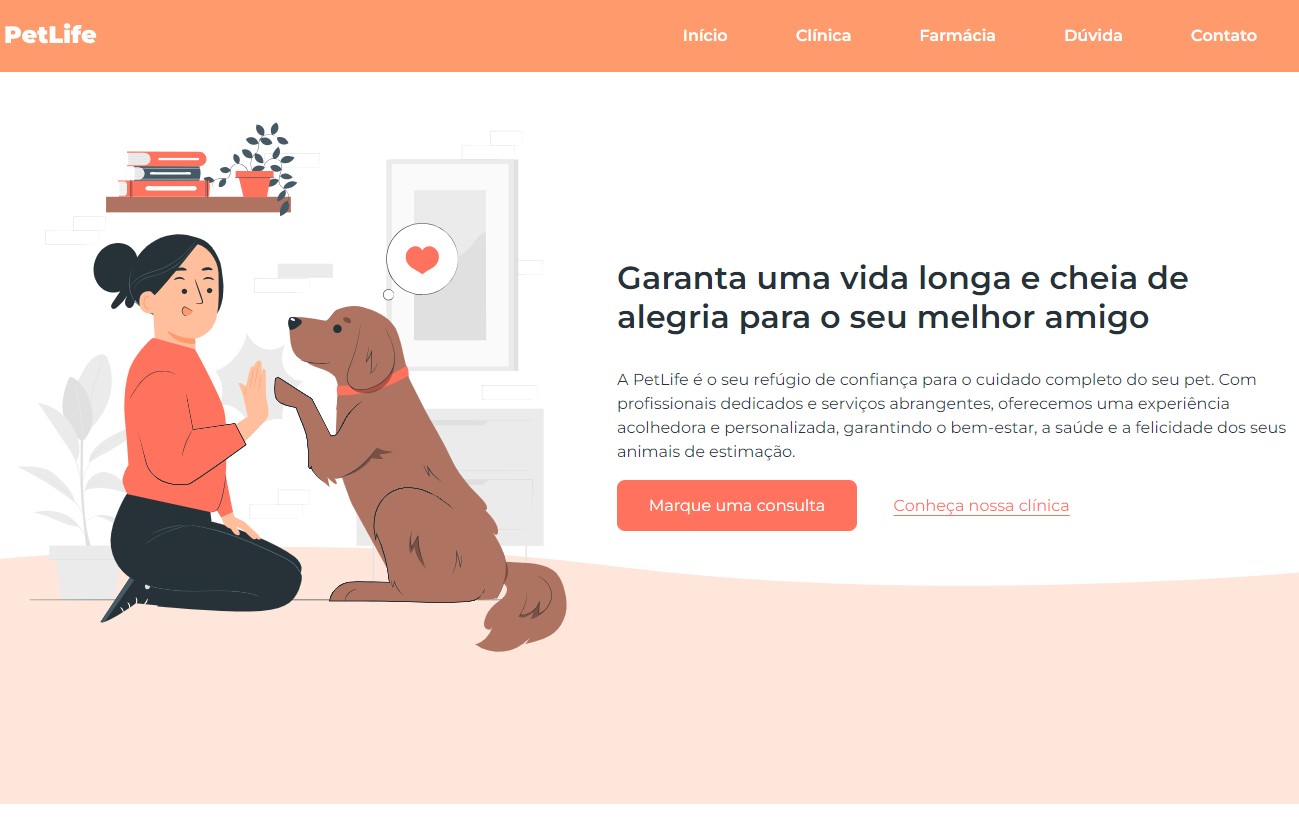 PetLife
Início
Clínica
Farmácia
Dúvida
Contato
Garanta uma vida longa e cheia de
alegria para o seu melhor amigo
A PetLife é o seu refúgio de confiança para o cuidado completo do seu pet. Com
profissionais dedicados e serviços abrangentes, oferecemos uma experiência
acolhedora e personalizada, garantindo o bem-estar, a saúde e a felicidade dos seus
animais de estimação.
Marque uma consulta
Conheça nossa clínica